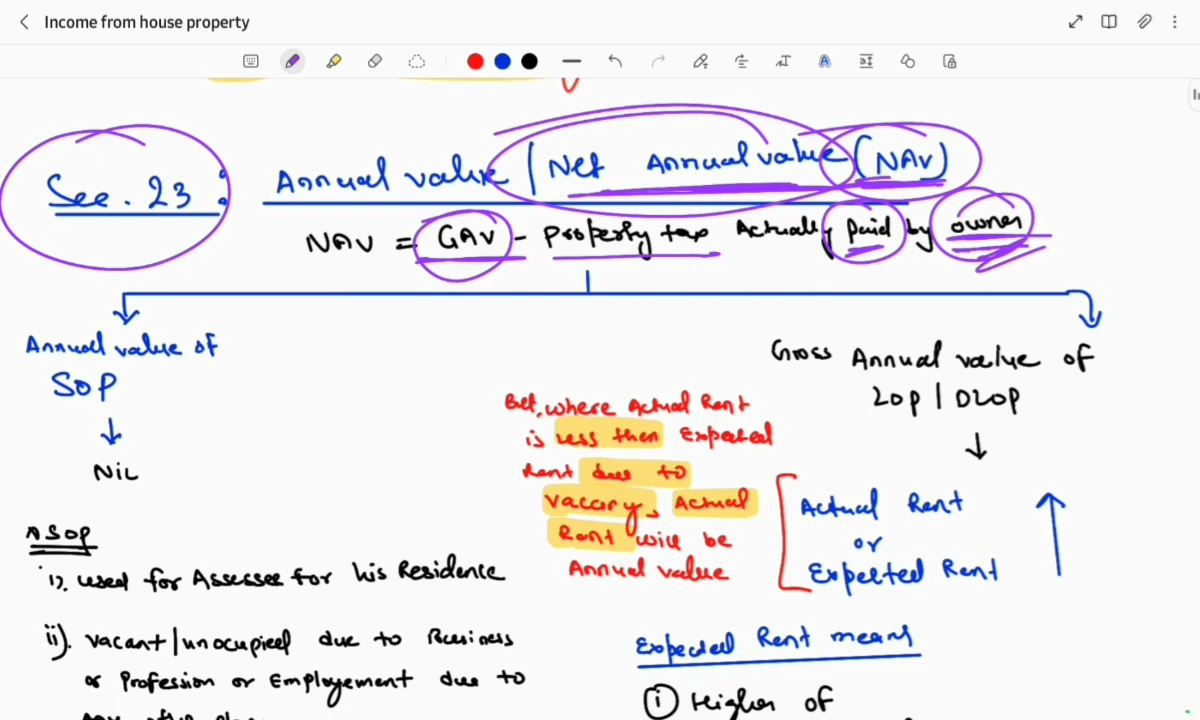 Income from house property
Sec. 23 :
Annual value | Net Annual value (NAV)
NAV = GAV - Property tax Actually paid by owner
Annual value of
SOP
Nil
Gross Annual value of
LOP | DLOP
But, where Actual Rent
is less then Expected
Rent due to
vaccary, Actual
Rent will be
Annual value
Actual Rent
or
Expected Rent
SOP
i). used for Assessee for his Residence
ii). vacant/unocupied due to Business
or Profession or Employement due to
Expected Rent means
(i) Higher of